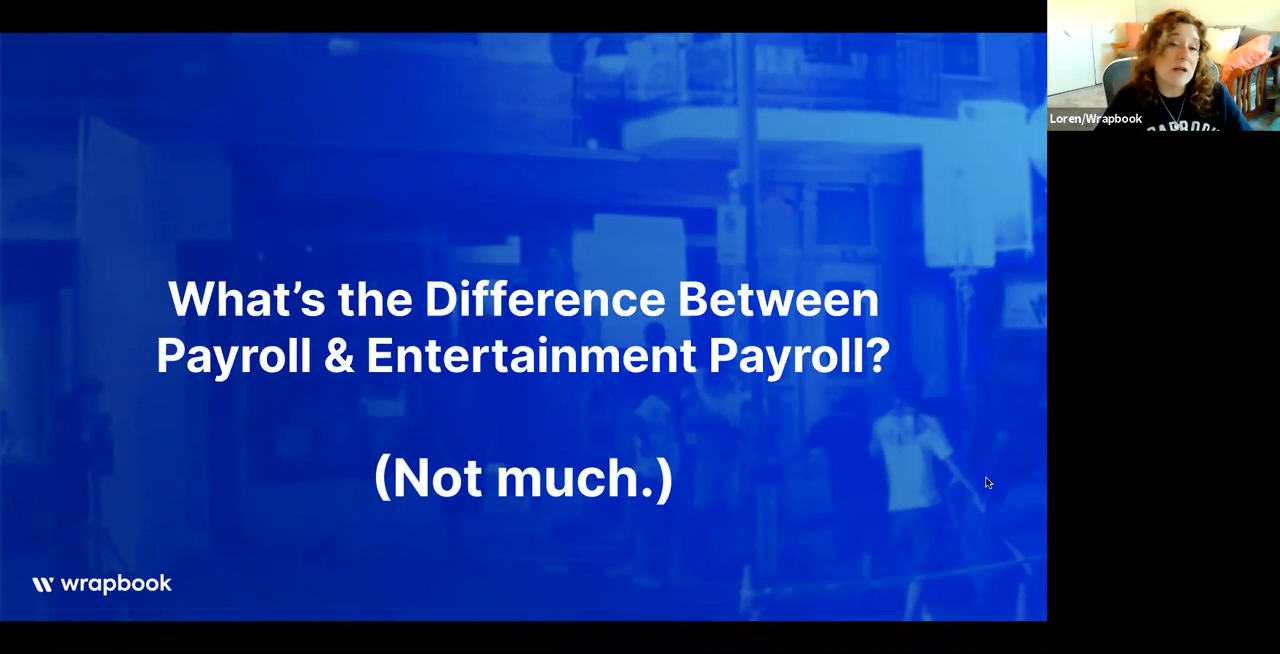 What’s the Difference Between
Payroll & Entertainment Payroll?
(Not much.)
wrapbook
Loren/Wrapbook